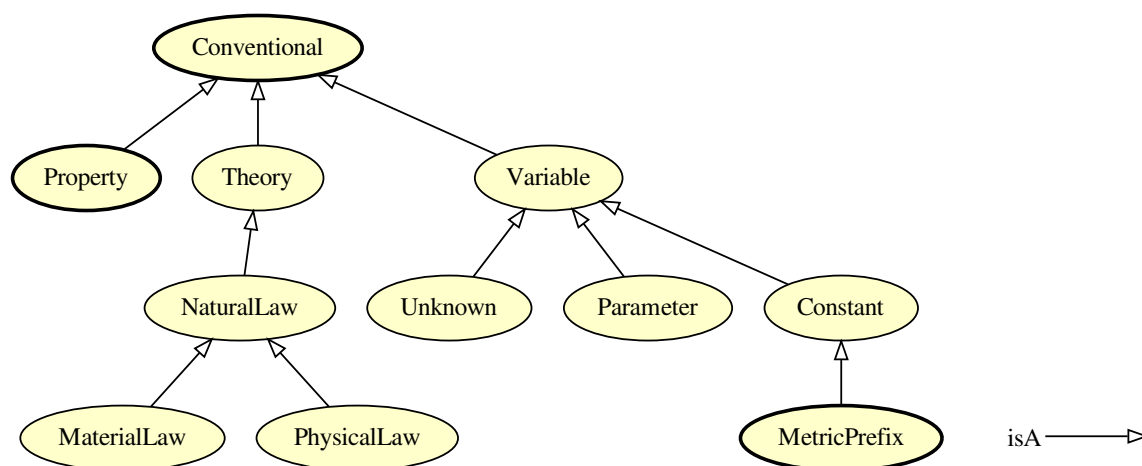 Conventional
Property
Theory
Variable
NaturalLaw
Unknown
Parameter
Constant
MaterialLaw
PhysicalLaw
MetricPrefix
isA